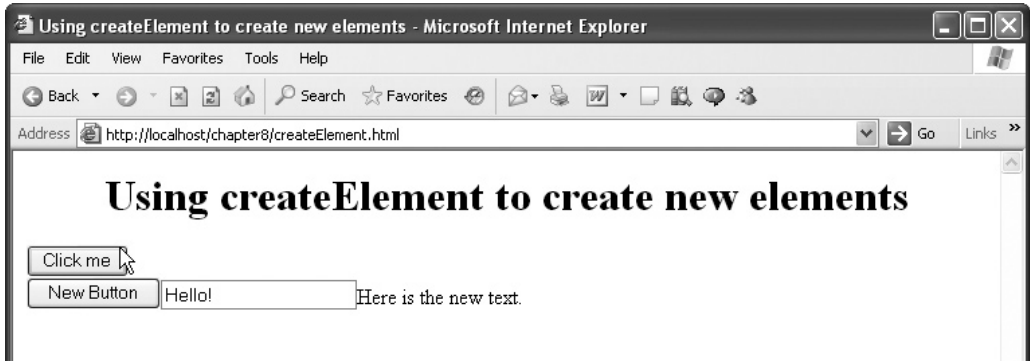 Using createElement to create new elements - Microsoft Internet Explorer
File Edit View Favorites Tools Help
Back Search Favorites
Address http://localhost/chapter8/createElement.html Go Links »
Using createElement to create new elements
Click me
New Button Hello! Here is the new text.